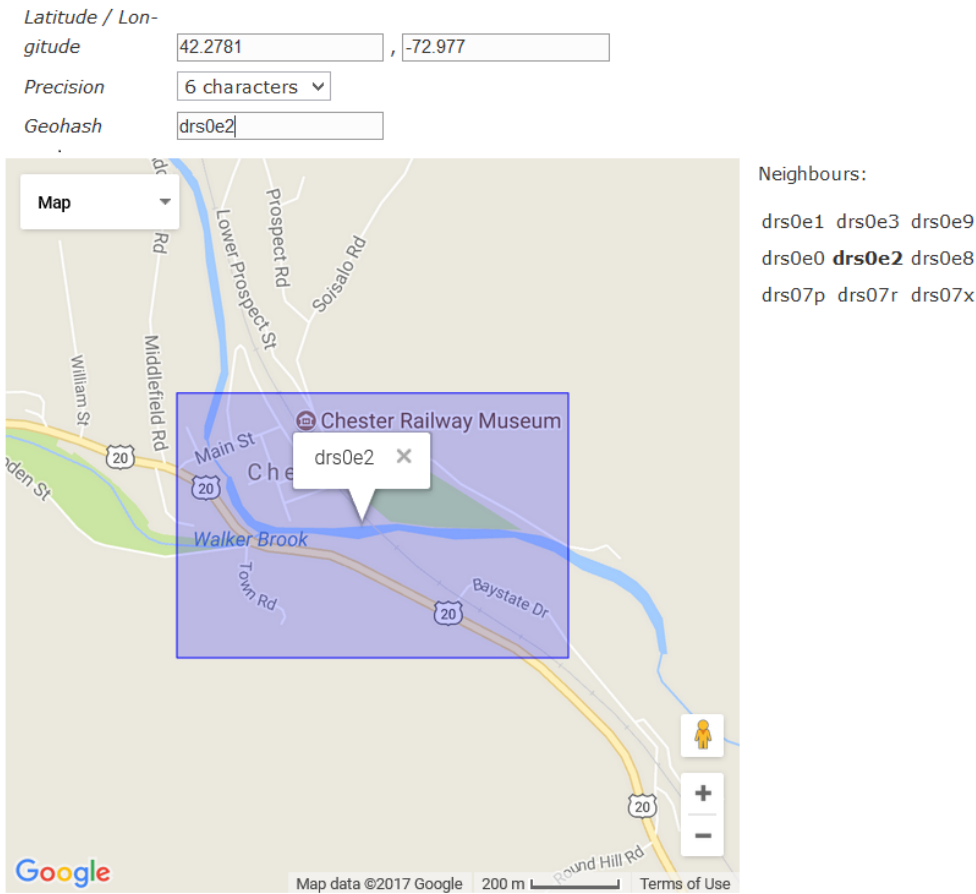 Latitude / Lon-
gitude
42.2781 , -72.977
Precision
6 characters
Geohash
drs0e2
Map
Neighbours:
drs0e1 drs0e3 drs0e9
drs0e0 drs0e2 drs0e8
drs07p drs07r drs07x
Rd
Prospect Rd
Lower Prospect St
Soisalo Rd
William St
Middlefield Rd
Chester Railway Museum
Main St
20
drs0e2
Che
20
Walker Brook
Town Rd
Baystate Dr
20
20
Round Hill Rd
Google
Map data ©2017 Google
200 m
Terms of Use